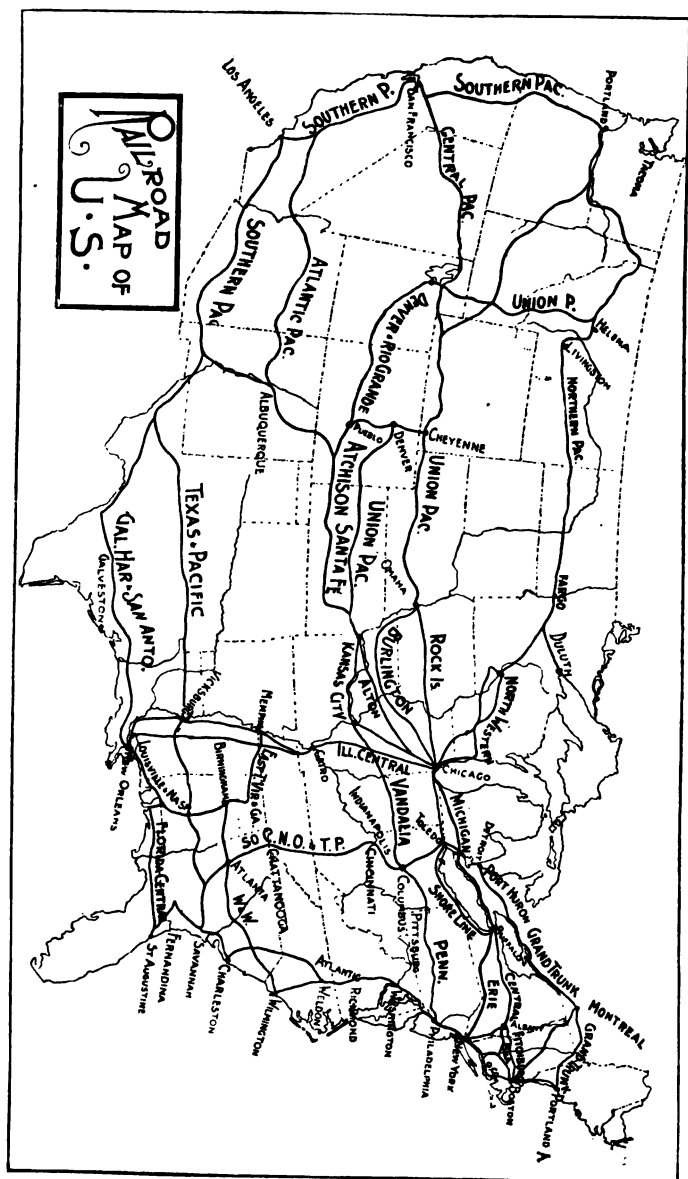 RAILROAD
MAP OF
U.S.
TACOMA
PORTLAND
SOUTHERN PAC.
SAN FRANCISCO
CENTRAL PAC.
SOUTHERN P.
LOS ANGELES
SOUTHERN PAC
ATLANTIC PAC
DENVER & RIO GRANDE
UNION P.
HELENA
LIVINGSTON
NORTHERN PAC.
CHEYENNE
DENVER
PUEBLO
ALBUQUERQUE
UNION PAC
UNION PAC.
ATCHISON SANTA FE
TEXAS & PACIFIC
GAL. HAR & SAN ANTO.
GALVESTON
OMAHA
FARGO
DULUTH
ROCK IS
BURLINGTON
ALTON
KANSAS CITY
NORTH WESTERN
CHICAGO
ILL. CENTRAL
VANDALIA
CAIRO
MEMPHIS
VICKSBURG
NEW ORLEANS
LOUISVILLE & NASH
BIRMINGHAM
EAST T. VIR & GA.
INDIANAPOLIS
MICHIGAN
DETROIT
TOLEDO
PORT HURON
GRAND TRUNK
MONTREAL
GRAND TRUNK
SHORE LINE
BUFFALO
CENTRAL
FITCHBURG
ERIE
PENN.
PITTSBURG
COLUMBUS
CINCINNATI
C. N. O. & T. P.
SO
CHATTANOOGA
ATLANTA
W & W.
FLORIDA CENTRAL
ATLANTIC
WELDON
RICHMOND
WASHINGTON
ST AUGUSTINE
FERNANDINA
SAVANNAH
CHARLESTON
WILMINGTON
PHILADELPHIA
NEW YORK
BOSTON
PORTLAND